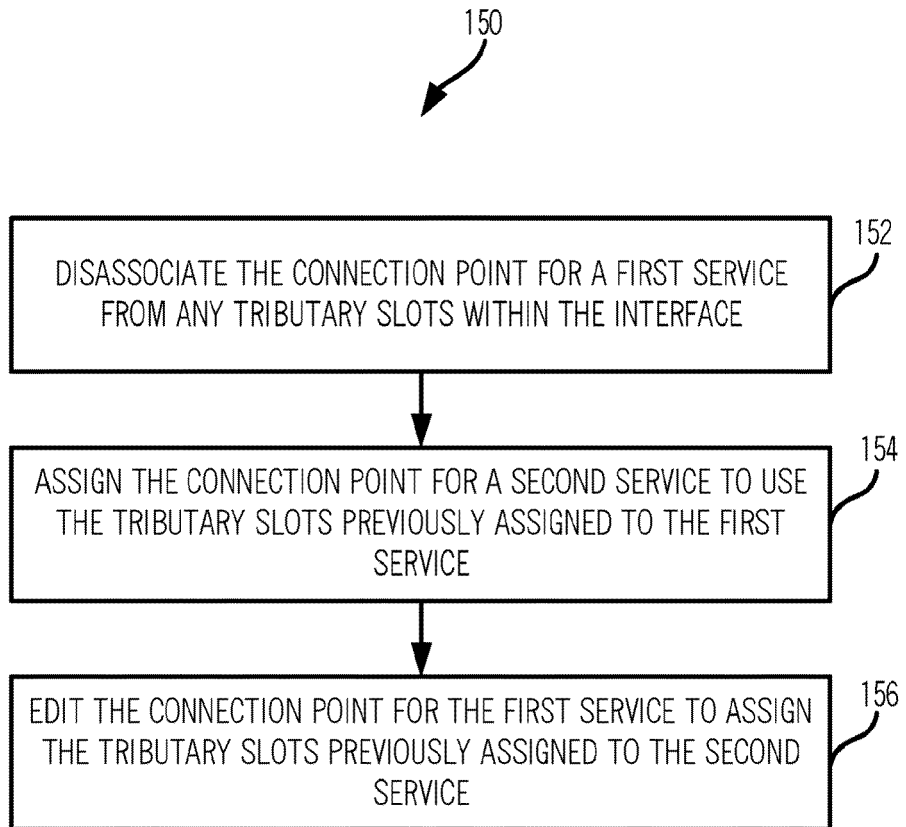 150
DISASSOCIATE THE CONNECTION POINT FOR A FIRST SERVICE
FROM ANY TRIBUTARY SLOTS WITHIN THE INTERFACE
152
ASSIGN THE CONNECTION POINT FOR A SECOND SERVICE TO USE
THE TRIBUTARY SLOTS PREVIOUSLY ASSIGNED TO THE FIRST
SERVICE
154
EDIT THE CONNECTION POINT FOR THE FIRST SERVICE TO ASSIGN
THE TRIBUTARY SLOTS PREVIOUSLY ASSIGNED TO THE SECOND
SERVICE
156